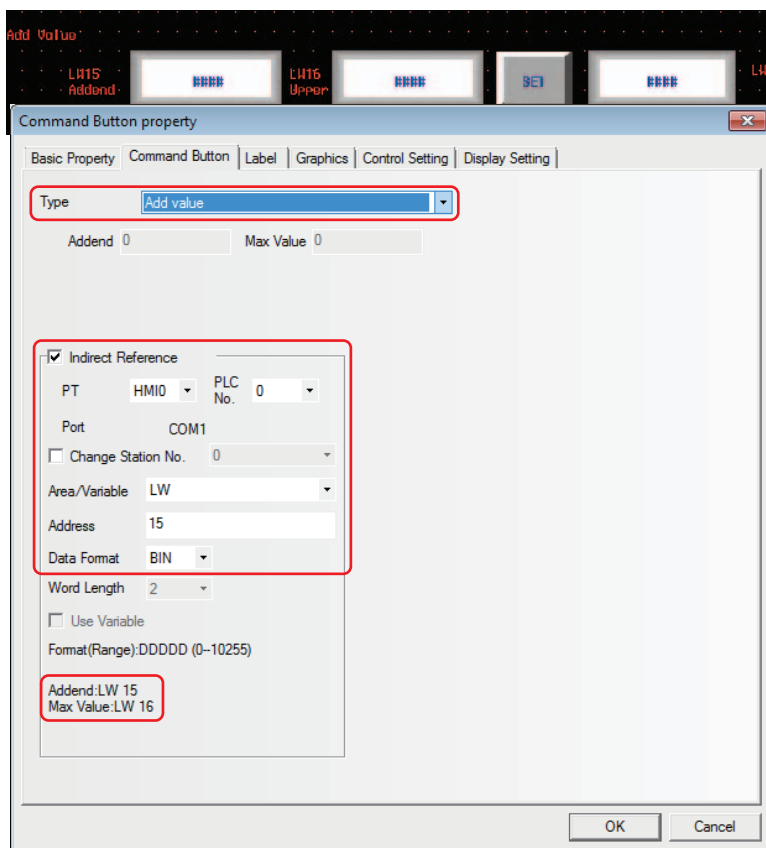 Add Value
LW15 #### LW16 #### SET #### LW
Addend Upper
Command Button property
Basic Property Command Button Label Graphics Control Setting Display Setting
Type Add value
Addend 0 Max Value 0
Indirect Reference
PT HMI0 PLC No. 0
Port COM1
Change Station No. 0
Area/Variable LW
Address 15
Data Format BIN
Word Length 2
Use Variable
Format(Range):DDDDD (0--10255)
Addend:LW 15
Max Value:LW 16
OK Cancel